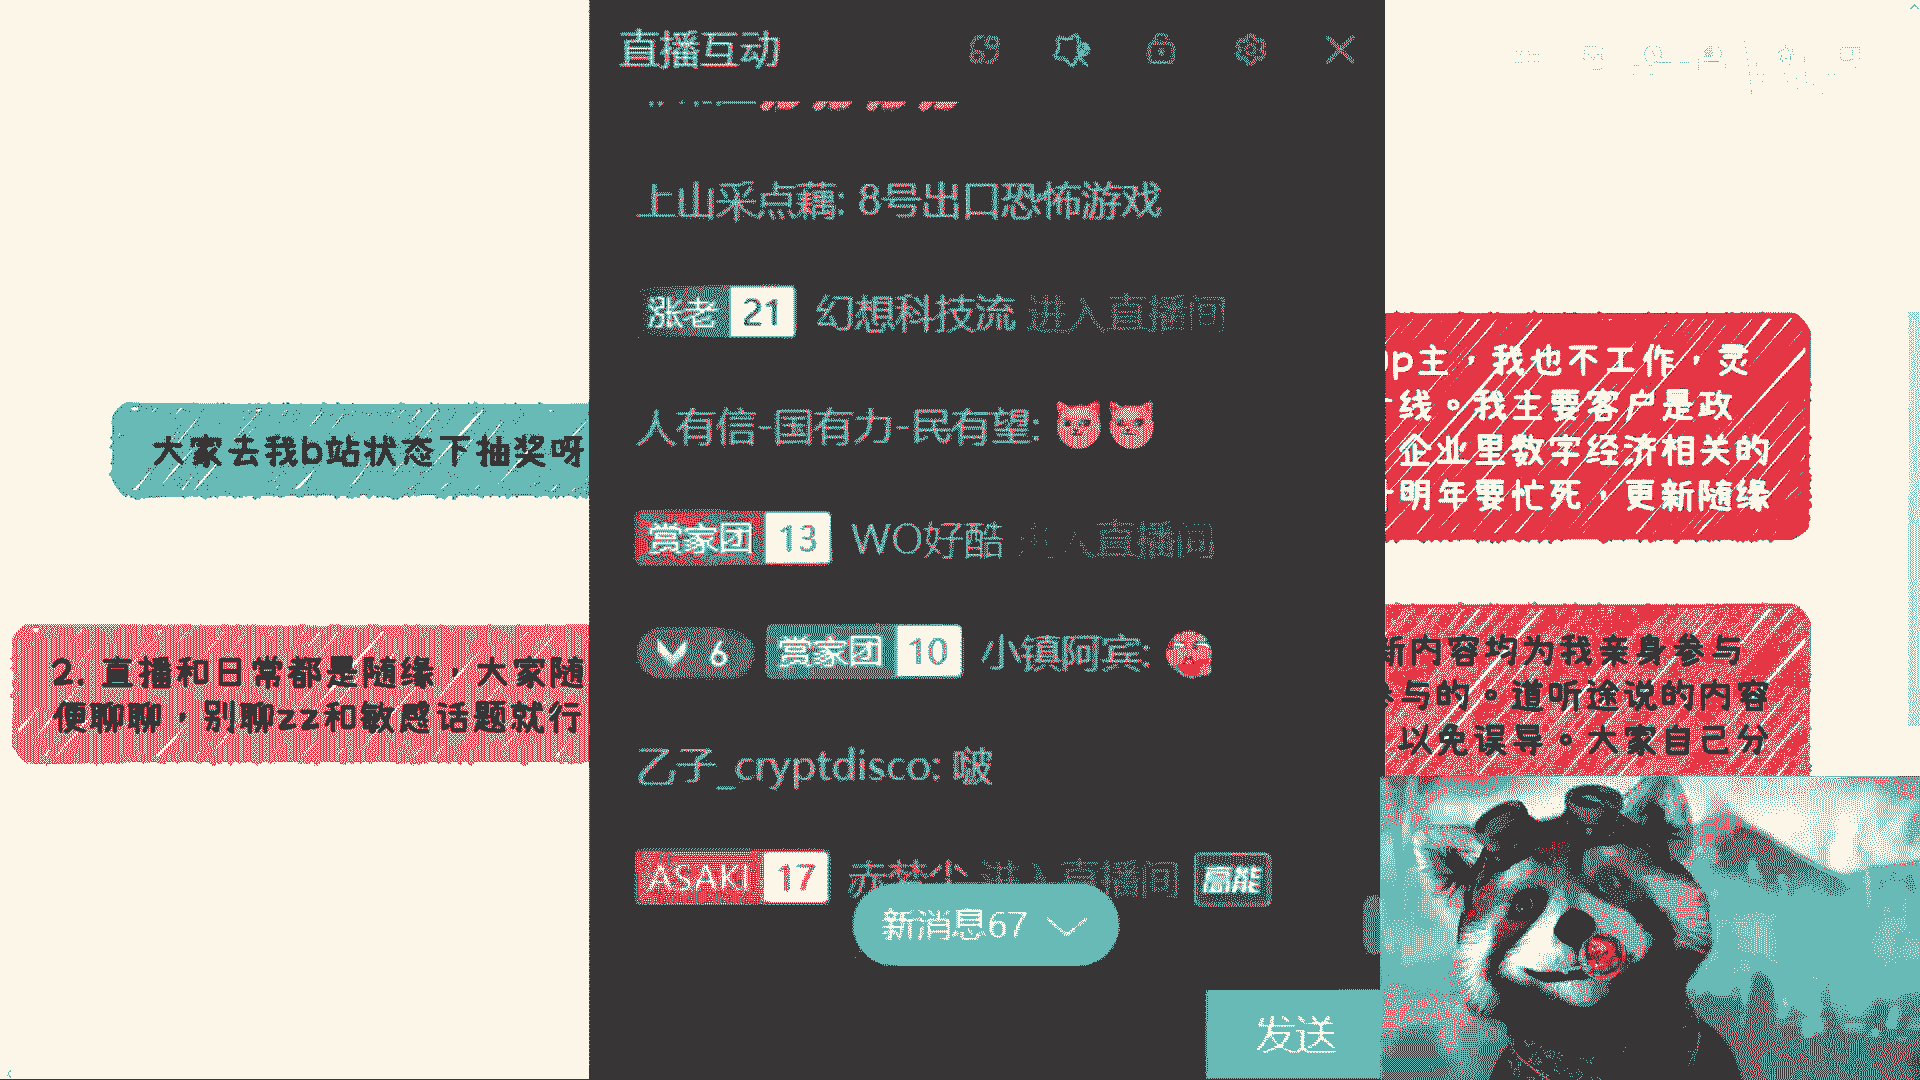 直播互动
上山采点藕: 8号出口恐怖游戏
涨老 21 幻想科技流 进入直播间
人有信-国有力-民有望:
赏家团 13 WO好酷 进入直播间
6 赏家团 10 小镇阿宾:
乙子_cryptdisco: 啵
ASAKI 17 赤梦尘 进入直播间 高能
新消息67
发送
大家去我b站状态下抽奖呀
2. 直播和日常都是随缘，大家随
便聊聊，别聊zz和敏感话题就行
p主，我也不工作，灵
线。我主要客户是政
企业里数字经济相关的
明年要忙死，更新随缘
新内容均为我亲身参与
参与的。道听途说的内容
以免误导。大家自己分